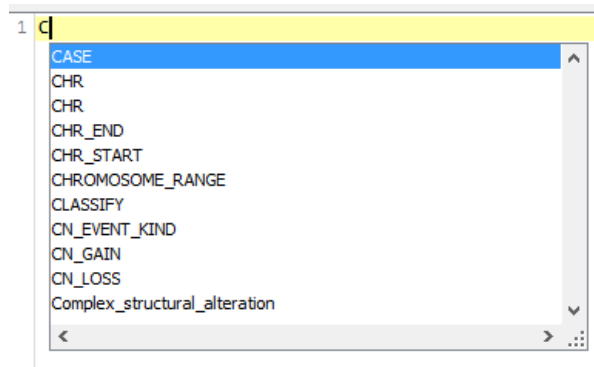 1 C
CASE
CHR
CHR
CHR_END
CHR_START
CHROMOSOME_RANGE
CLASSIFY
CN_EVENT_KIND
CN_GAIN
CN_LOSS
Complex_structural_alteration